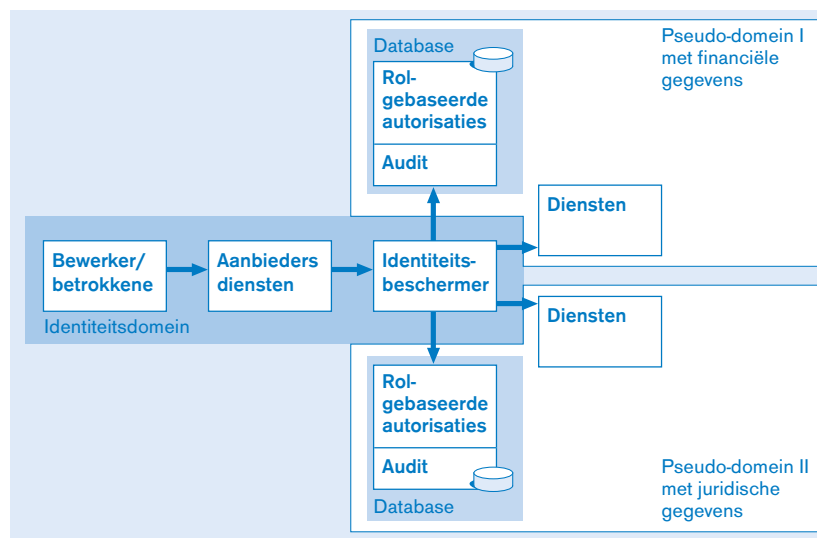 Database
Rol-
gebaseerde
autorisaties
Audit
Pseudo-domein I
met financiële
gegevens
Diensten
Bewerker/
betrokkene
Aanbieders
diensten
Identiteits-
beschermer
Identiteitsdomein
Diensten
Rol-
gebaseerde
autorisaties
Audit
Database
Pseudo-domein II
met juridische
gegevens